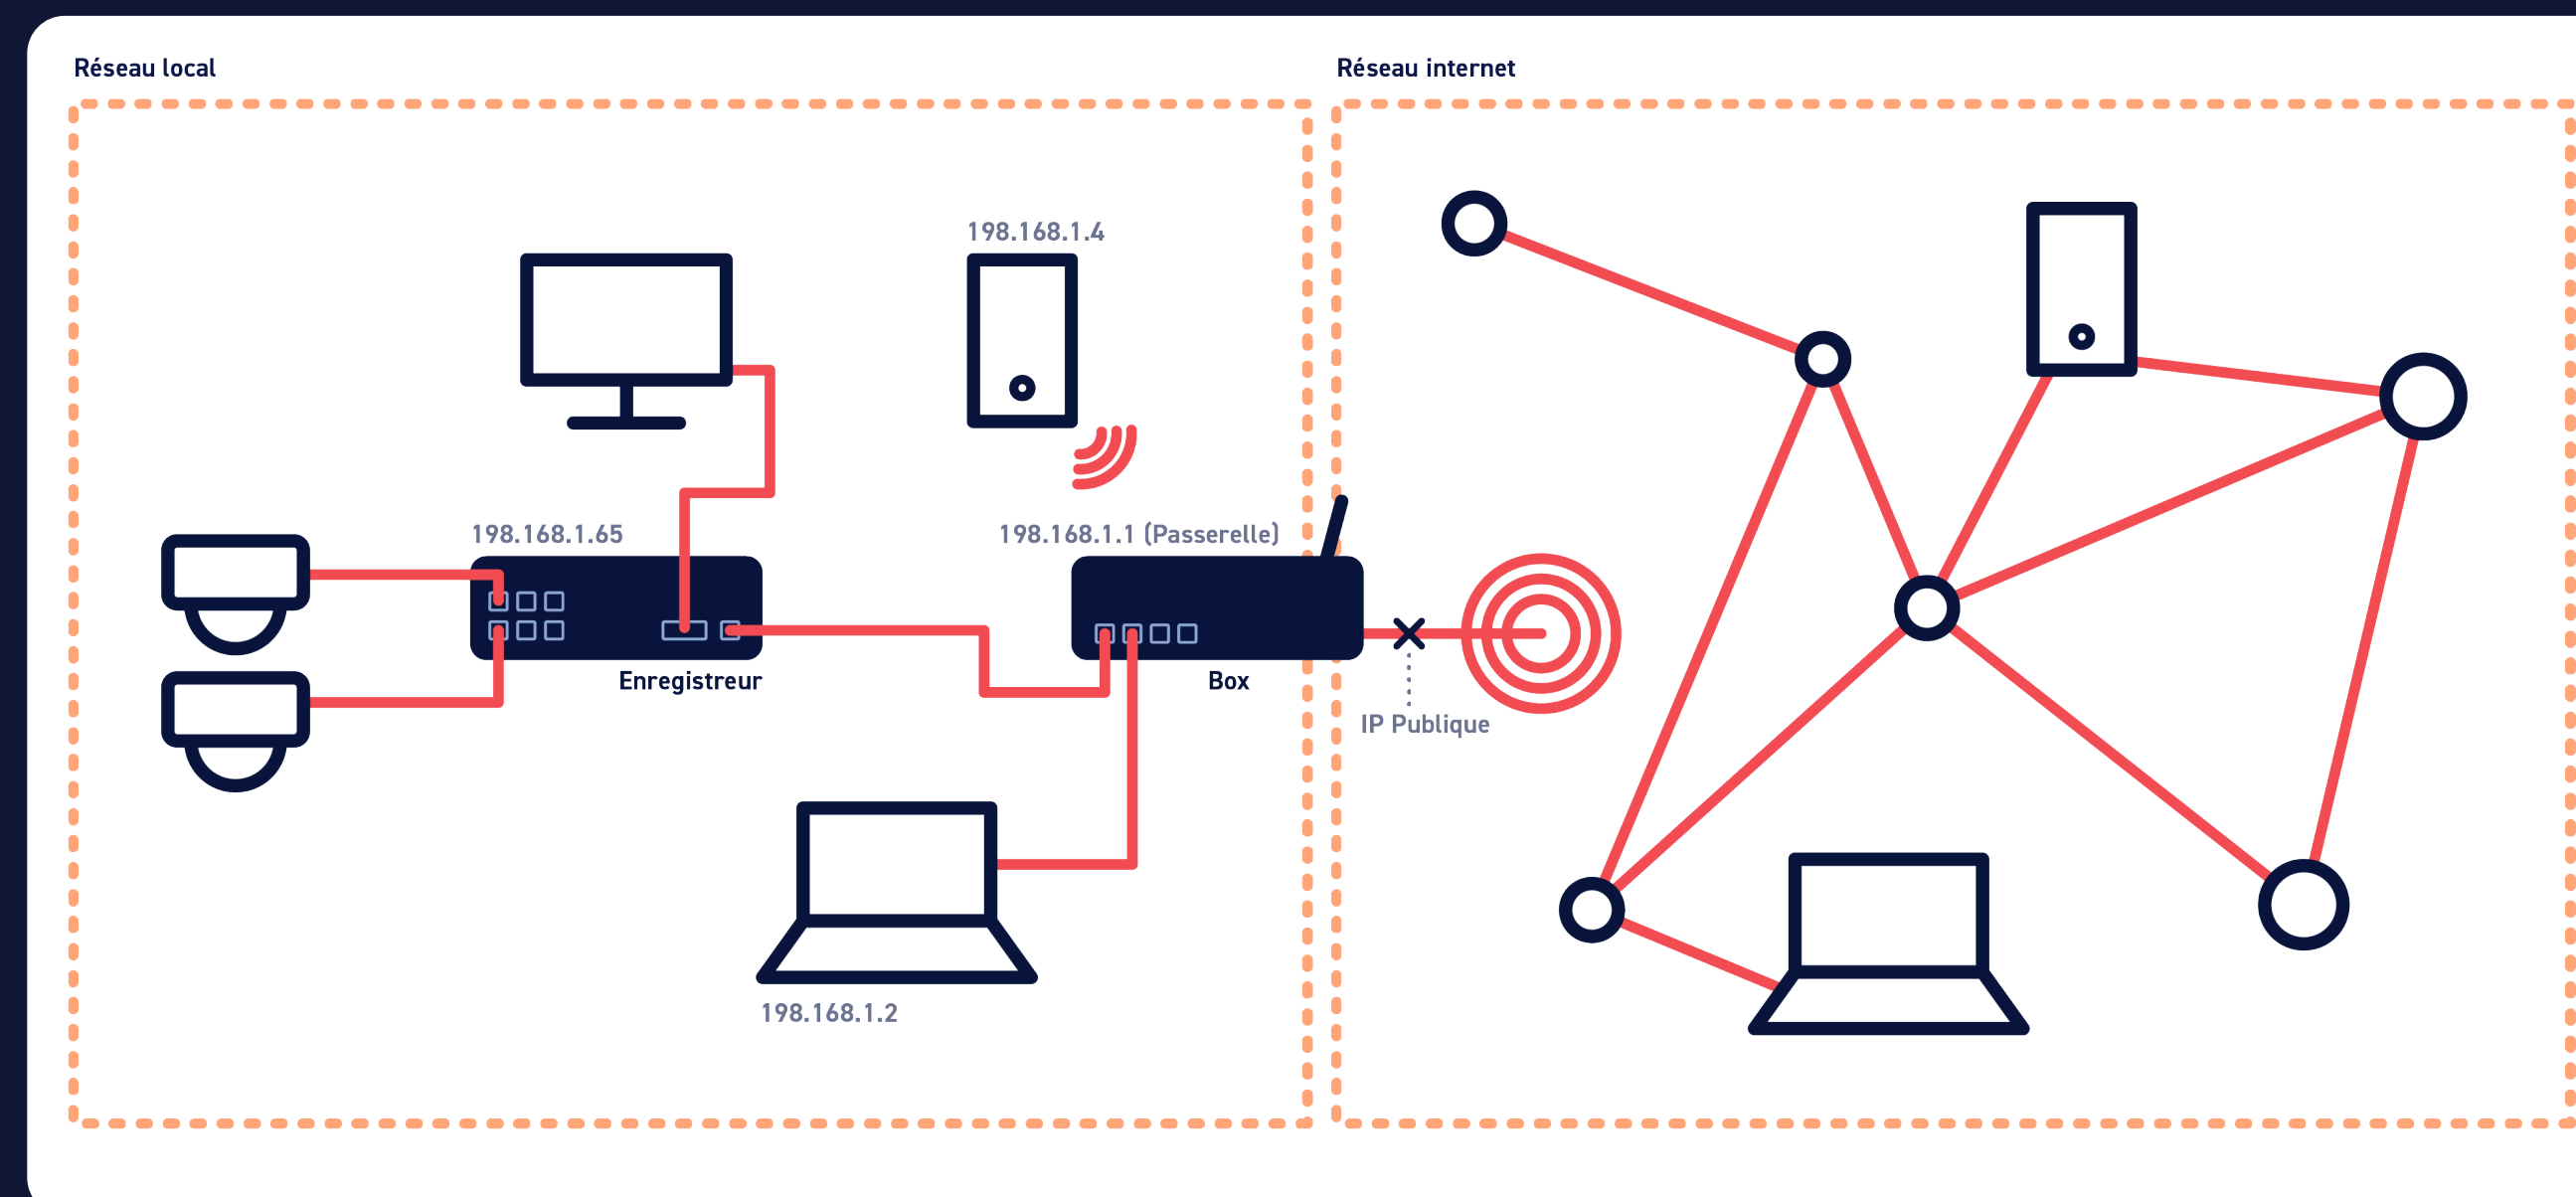 Réseau local
Réseau internet
198.168.1.4
198.168.1.65
198.168.1.1 (Passerelle)
Enregistreur
Box
IP Publique
198.168.1.2